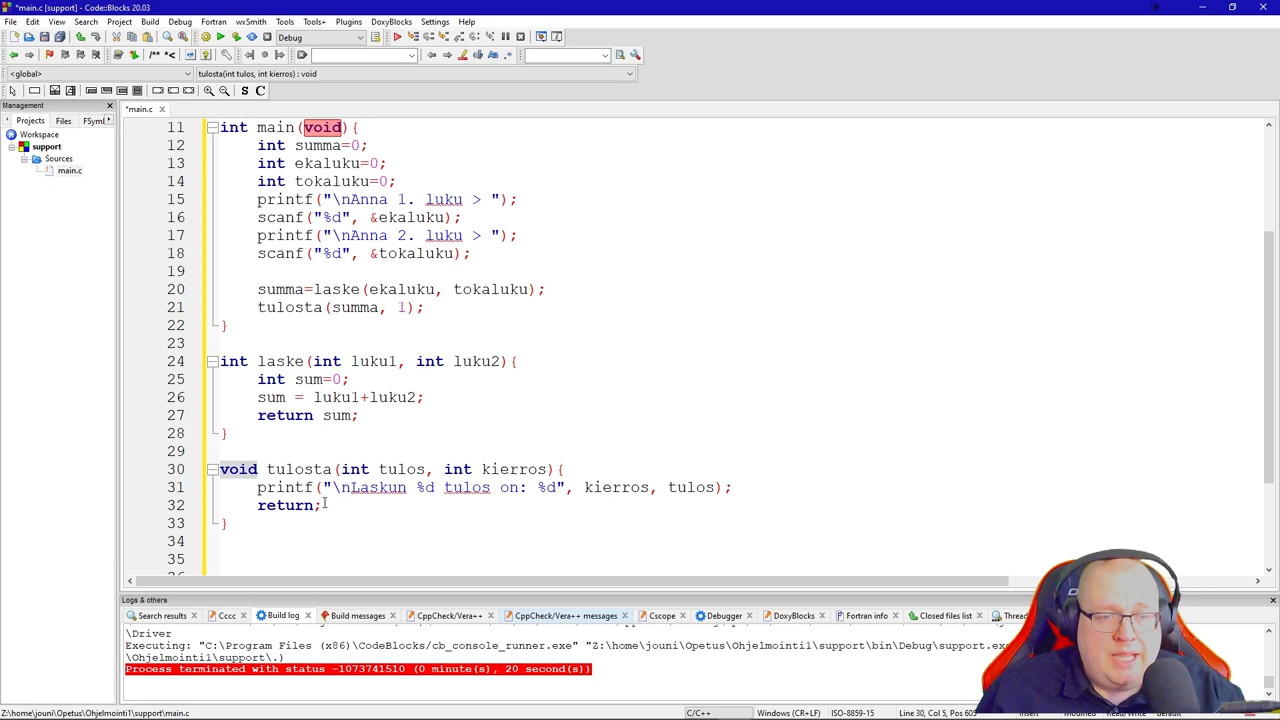 *main.c [support] - Code::Blocks 20.03
File Edit View Search Project Build Debug Fortran wxSmith Tools Tools+ Plugins DoxyBlocks Settings Help
Debug
/** *<
<global> tulosta(int tulos, int kierros) : void
S C
Management
Projects Files FSyml
Workspace
support
Sources
main.c
*main.c
11 int main(void){
12 int summa=0;
13 int ekaluku=0;
14 int tokaluku=0;
15 printf("\nAnna 1. luku > ");
16 scanf("%d", &ekaluku);
17 printf("\nAnna 2. luku > ");
18 scanf("%d", &tokaluku);
19
20 summa=laske(ekaluku, tokaluku);
21 tulosta(summa, 1);
22 }
23
24 int laske(int luku1, int luku2){
25 int sum=0;
26 sum = luku1+luku2;
27 return sum;
28 }
29
30 void tulosta(int tulos, int kierros){
31 printf("\nLaskun %d tulos on: %d", kierros, tulos);
32 return;
33 }
34
35
Logs & others
Search results Cccc Build log Build messages CppCheck/Vera++ CppCheck/Vera++ messages Cscope Debugger DoxyBlocks Fortran info Closed files list Threa
\Driver
Executing: "C:\Program Files (x86)\CodeBlocks/cb_console_runner.exe" "Z:\home\jouni\Opetus\Ohjelmointi1\support\bin\Debug\support.ex
\Ohjelmointi1\support\.)
Process terminated with status -1073741510 (0 minute(s), 20 second(s))
Z:\home\jouni\Opetus\Ohjelmointi1\support\main.c C/C++ Windows (CR+LF) ISO-8859-15 Line 30, Col 5, Pos 605 Insert Modified Read/Write default